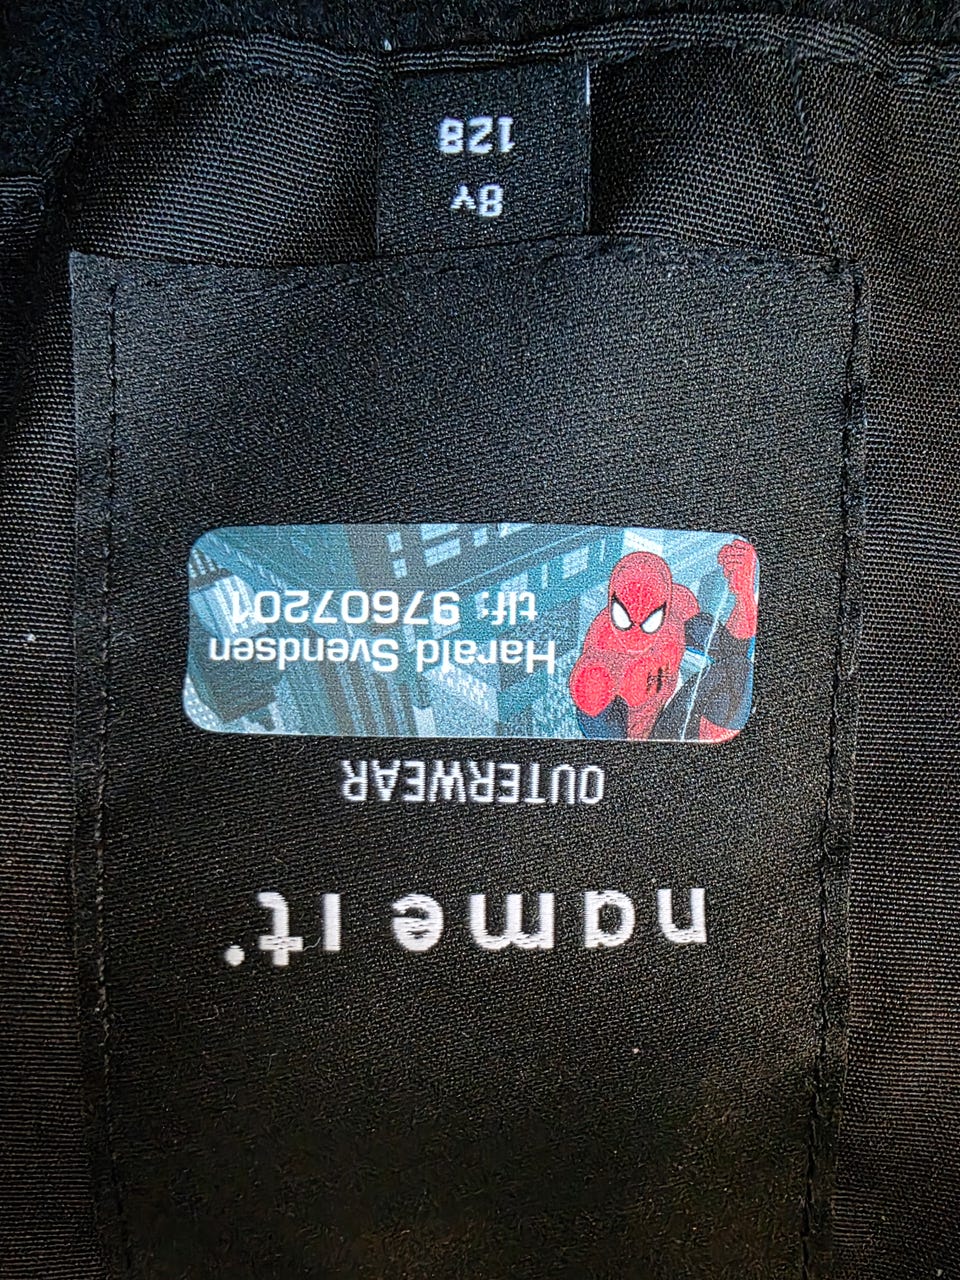 name it.
OUTERWEAR
Harald Svendsen
tlf: 97607201
8Y
128